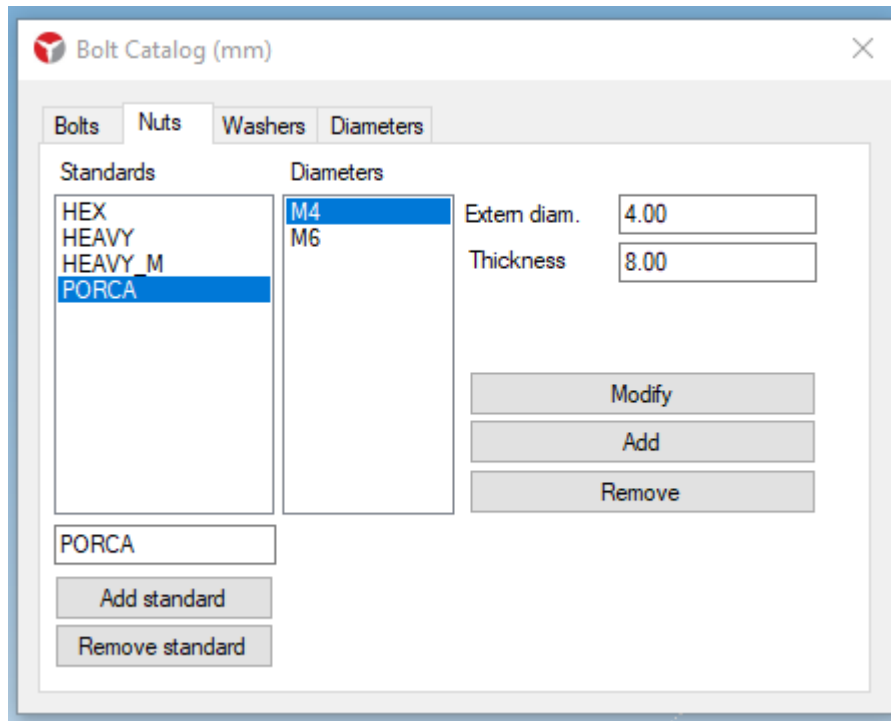 Bolt Catalog (mm)
Bolts Nuts Washers Diameters
Standards Diameters
HEX
HEAVY
HEAVY_M
PORCA
M4
M6
Extern diam. 4.00
Thickness 8.00
Modify
Add
Remove
PORCA
Add standard
Remove standard